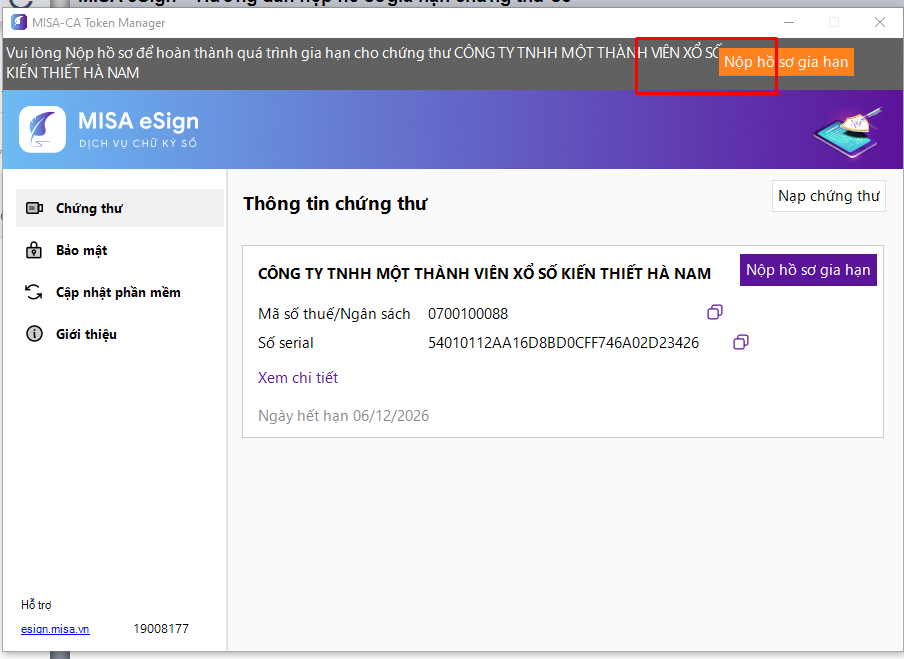 MISA-CA Token Manager
Vui lòng Nộp hồ sơ để hoàn thành quá trình gia hạn cho chứng thư CÔNG TY TNHH MỘT THÀNH VIÊN XỔ SỐ
KIẾN THIẾT HÀ NAM
Nộp hồ sơ gia hạn
MISA eSign
DỊCH VỤ CHỮ KÝ SỐ
Chứng thư
Bảo mật
Cập nhật phần mềm
Giới thiệu
Thông tin chứng thư
Nạp chứng thư
CÔNG TY TNHH MỘT THÀNH VIÊN XỔ SỐ KIẾN THIẾT HÀ NAM
Nộp hồ sơ gia hạn
Mã số thuế/Ngân sách 0700100088
Số serial 54010112AA16D8BD0CFF746A02D23426
Xem chi tiết
Ngày hết hạn 06/12/2026
Hỗ trợ
esign.misa.vn 19008177